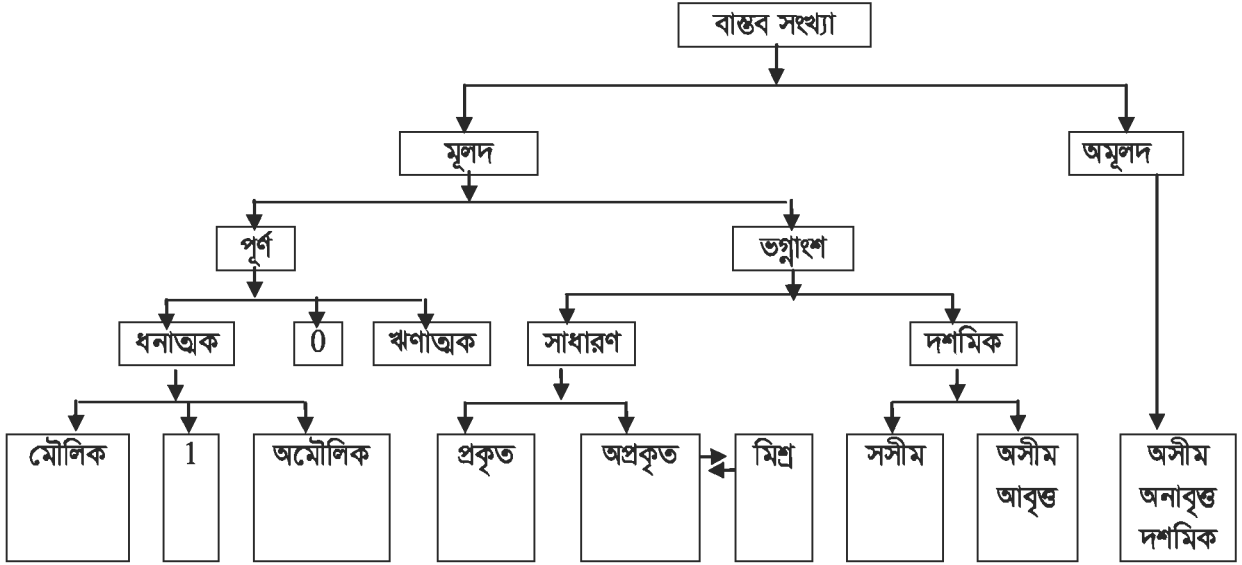 বাস্তব সংখ্যা
মূলদ
অমূলদ
পূর্ণ
ভগ্নাংশ
ধনাত্মক
0
ঋণাত্মক
সাধারণ
দশমিক
মৌলিক
1
অমৌলিক
প্রকৃত
অপ্রকৃত
মিশ্র
সসীম
অসীম
আবৃত্ত
অসীম
অনাবৃত্ত
দশমিক